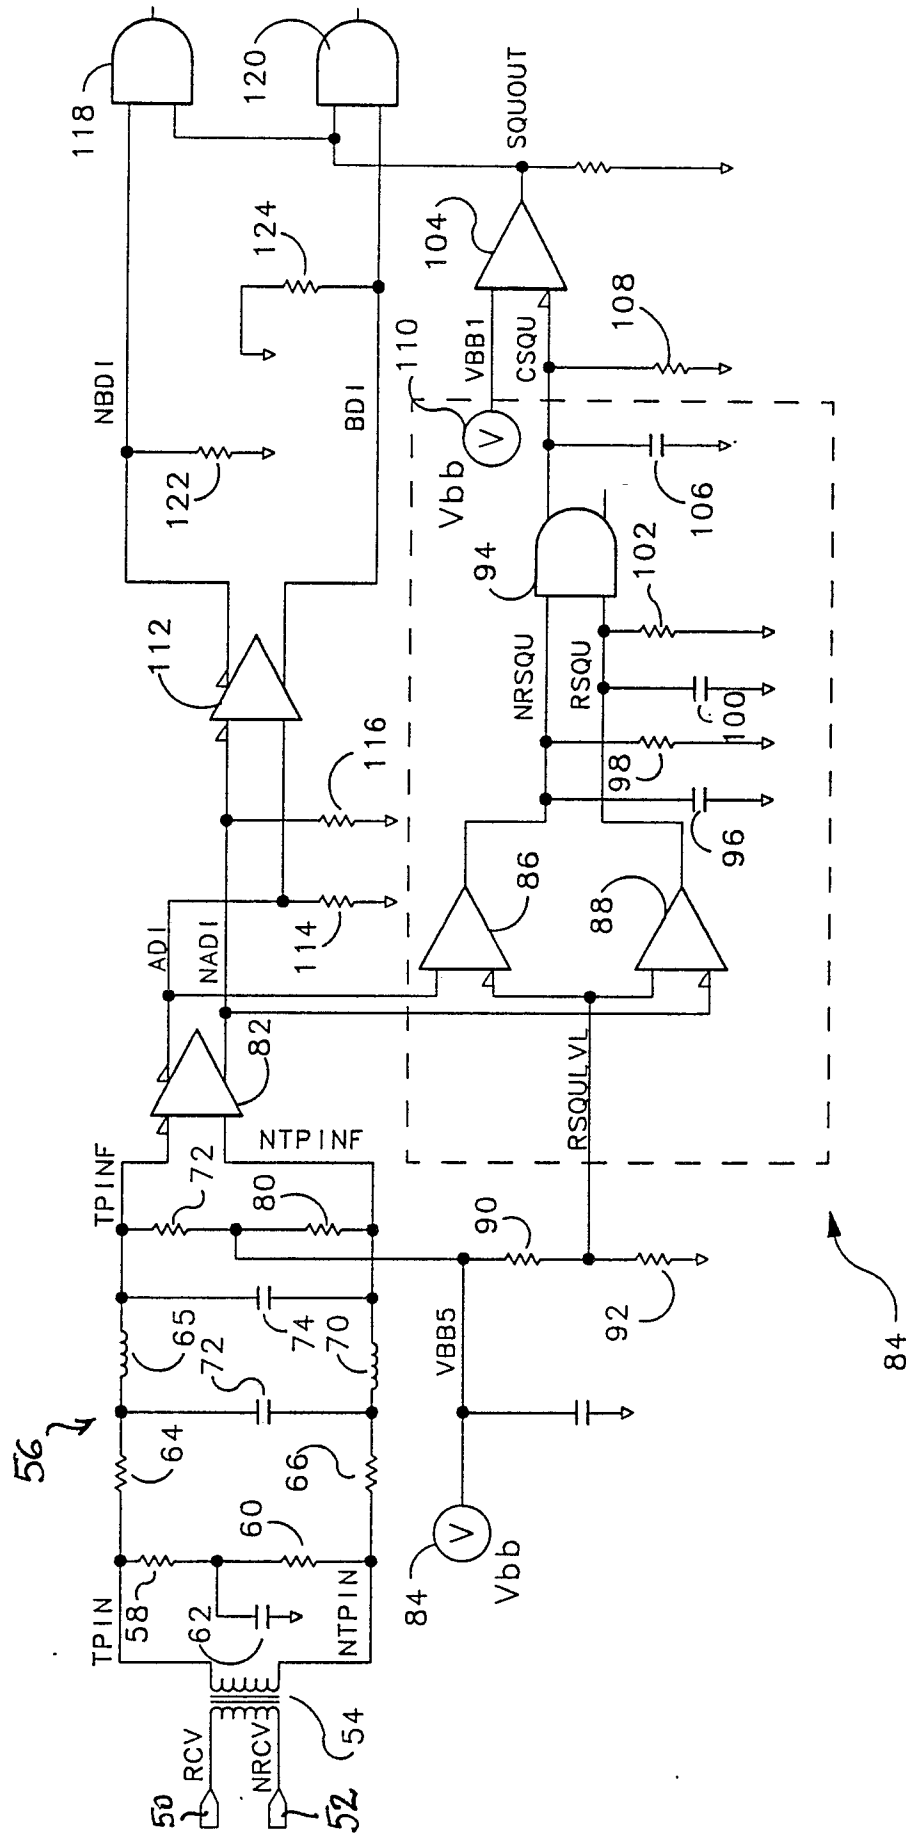 50
RCV
NRCV
52
54
TPIN
58
62
NTPIN
60
56
64
66
72
65
74
70
TPINF
72
80
NTPINF
82
84
Vbb
VBB5
90
92
RSQULVL
84
ADI
NADI
114
116
112
86
88
96
98
100
102
NRSQU
RSQU
94
106
Vbb
110
VBB1
CSQU
108
104
SQUOUT
NBDI
122
BDI
124
118
120
V
V